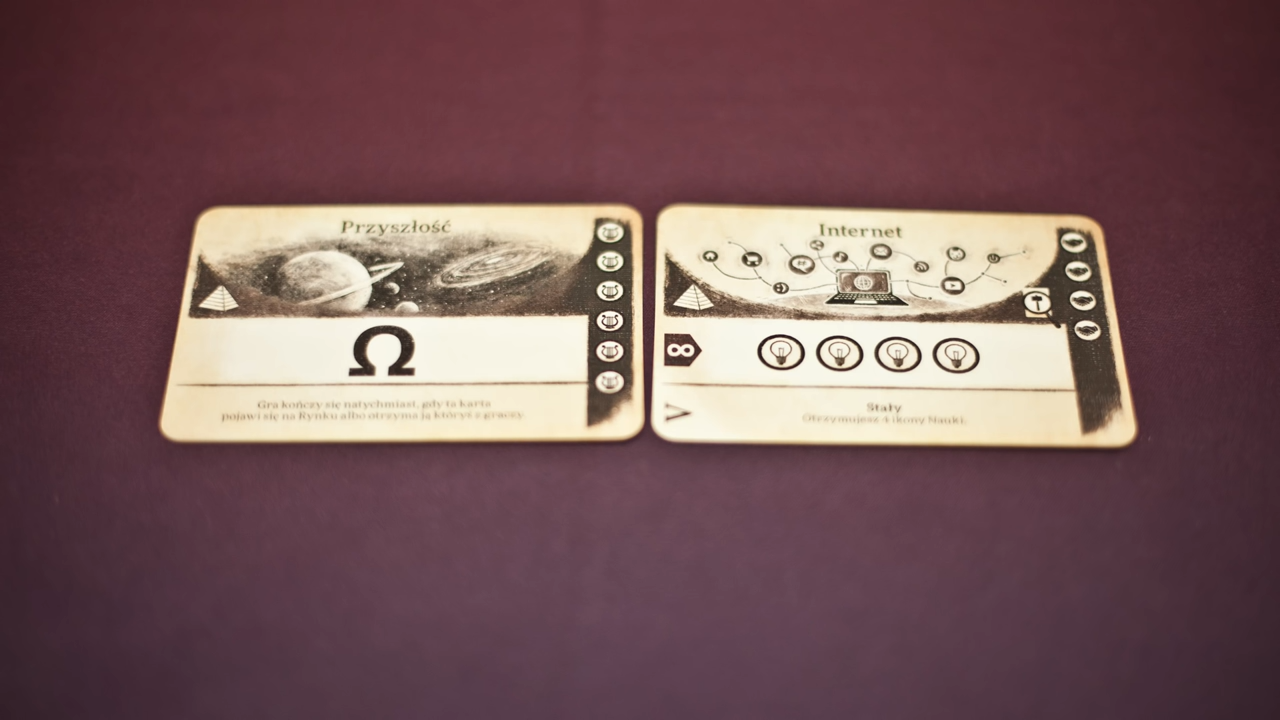 Przyszłość
Ω
Gra kończy się natychmiast, gdy ta karta
pojawi się na Rynku albo otrzyma ją któryś z graczy.
Internet
8
V
Stały
Otrzymujesz 4 ikony Nauki.